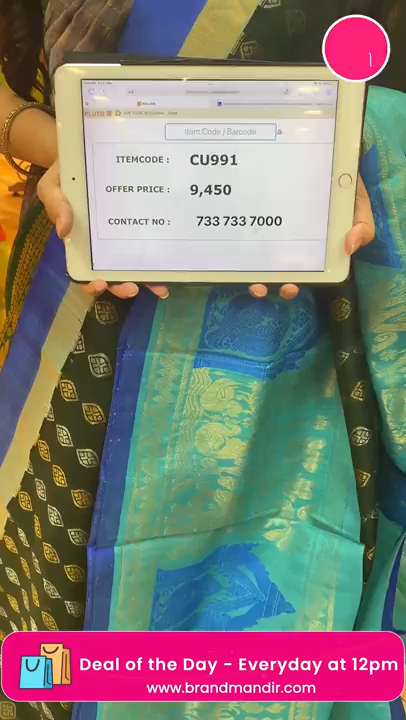 Item Code / Barcode
ITEMCODE : CU991
OFFER PRICE : 9,450
CONTACT NO : 733 733 7000
Deal of the Day - Everyday at 12pm
www.brandmandir.com